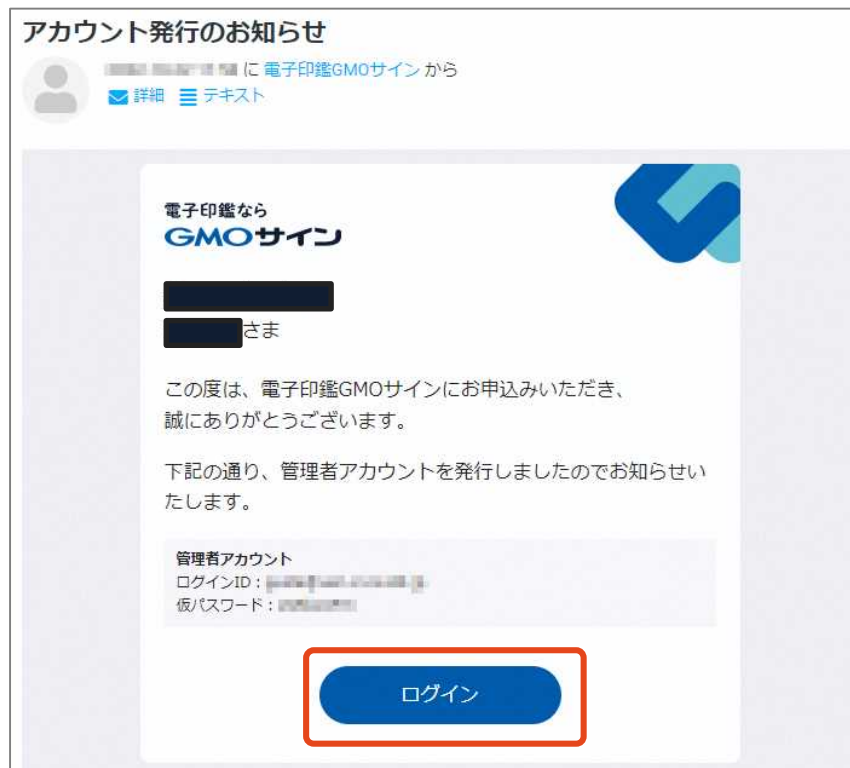 アカウント発行のお知らせ
に 電子印鑑GMOサイン から
詳細 テキスト
電子印鑑なら
GMOサイン
さま
この度は、電子印鑑GMOサインにお申込みいただき、
誠にありがとうございます。
下記の通り、管理者アカウントを発行しましたのでお知らせい
たします。
管理者アカウント
ログインID：
仮パスワード：
ログイン